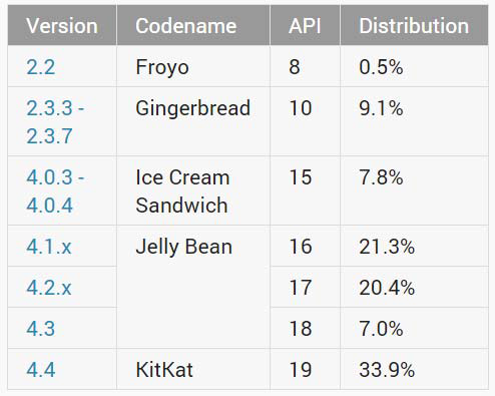 Version Codename API Distribution
2.2 Froyo 8 0.5%
2.3.3 - Gingerbread 10 9.1%
2.3.7
4.0.3 - Ice Cream 15 7.8%
4.0.4 Sandwich
4.1.x Jelly Bean 16 21.3%
4.2.x 17 20.4%
4.3 18 7.0%
4.4 KitKat 19 33.9%